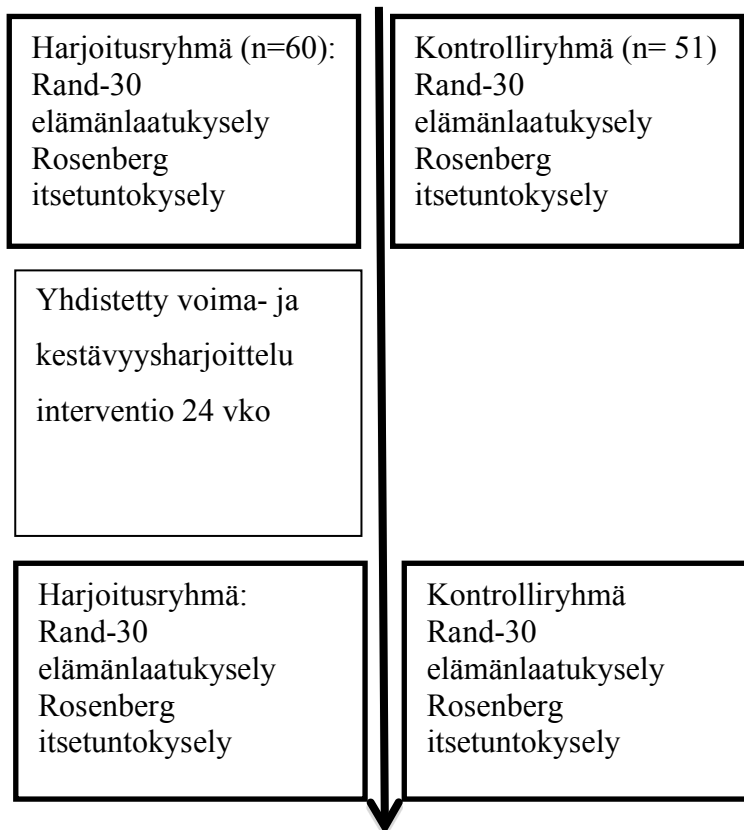 Harjoitusryhmä (n=60):
Rand-30
elämänlaatukysely
Rosenberg
itsetuntokysely
Kontrolliryhmä (n= 51)
Rand-30
elämänlaatukysely
Rosenberg
itsetuntokysely
Yhdistetty voima- ja
kestävyysharjoittelu
interventio 24 vko
Harjoitusryhmä:
Rand-30
elämänlaatukysely
Rosenberg
itsetuntokysely
Kontrolliryhmä
Rand-30
elämänlaatukysely
Rosenberg
itsetuntokysely